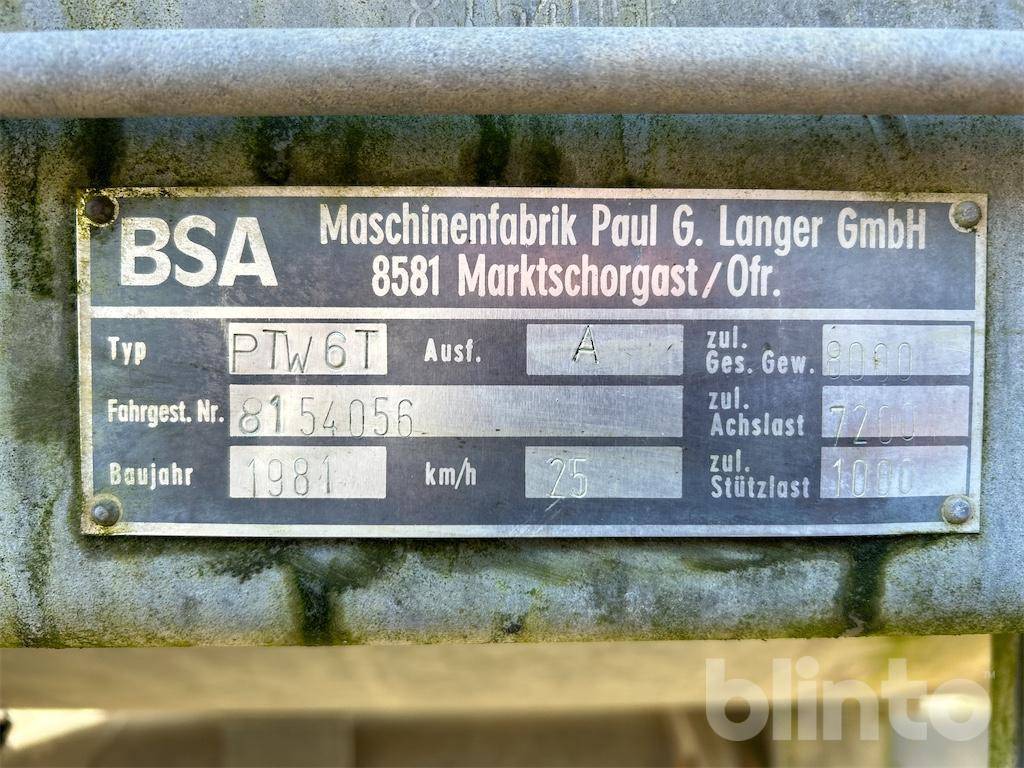 BSA
Maschinenfabrik Paul G. Langer GmbH
8581 Marktschorgast/Ofr.
Typ PTW6T Ausf. A zul. Ges. Gew. 8000
Fahrgest. Nr. 8154056 zul. Achslast 7200
Baujahr 1981 km/h 25 zul. Stützlast 1000
blinto